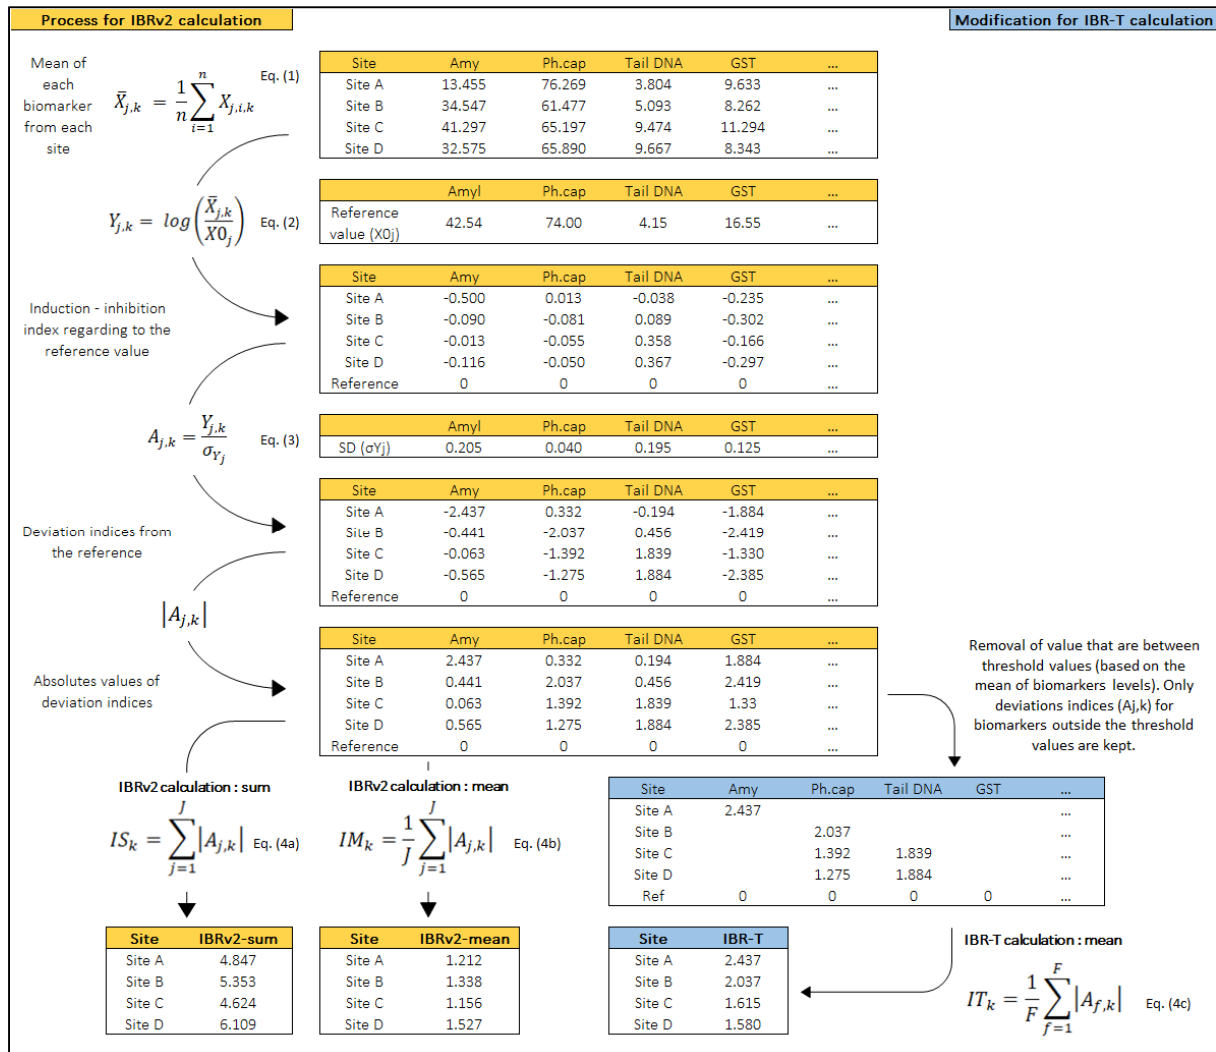 Process for IBRv2 calculation
Modification for IBR-T calculation
Mean of
each
biomarker
from each
site
X̄j,k = 1/n ∑ n i=1 Xj,i,k
Eq. (1)
Site Amy Ph.cap Tail DNA GST ...
Site A 13.455 76.269 3.804 9.633
Site B 34.547 61.477 5.093 8.262 ...
Site C 41.297 65.197 9.474 11.294 ...
Site D 32.575 65.890 9.667 8.343 ...
Yj,k = log(X̄j,k / X0j) Eq. (2)
Amyl Ph.cap Tail DNA GST ...
Reference
value (X0j) 42.54 74.00 4.15 16.55 ...
Induction - inhibition
index regarding to the
reference value
Site Amy Ph.cap Tail DNA GST ...
Site A -0.500 0.013 -0.038 -0.235 ...
Site B -0.090 -0.081 0.089 -0.302 ...
Site C -0.013 -0.055 0.358 -0.166 ...
Site D -0.116 -0.050 0.367 -0.297 ...
Reference 0 0 0 0 ...
Aj,k = Yj,k / σYj Eq. (3)
Amyl Ph.cap Tail DNA GST ...
SD (σYj) 0.205 0.040 0.195 0.125 ...
Deviation indices from
the reference
Site Amy Ph.cap Tail DNA GST ...
Site A -2.437 0.332 -0.194 -1.884 ...
Site B -0.441 -2.037 0.456 -2.419 ...
Site C -0.063 -1.392 1.839 -1.330 ...
Site D -0.565 -1.275 1.884 -2.385 ...
Reference 0 0 0 0 ...
|Aj,k|
Absolutes values of
deviation indices
Site Amy Ph.cap Tail DNA GST ...
Site A 2.437 0.332 0.194 1.884 ...
Site B 0.441 2.037 0.456 2.419 ...
Site C 0.063 1.392 1.839 1.33 ...
Site D 0.565 1.275 1.884 2.385 ...
Reference 0 0 0 0 ...
Removal of value that are between
threshold values (based on the
mean of biomarkers levels). Only
deviations indices (Aj,k) for
biomarkers outside the threshold
values are kept.
IBRv2 calculation : sum
ISk = ∑ J j=1 |Aj,k| Eq. (4a)
IBRv2 calculation : mean
IMk = 1/J ∑ J j=1 |Aj,k| Eq. (4b)
Site Amy Ph.cap Tail DNA GST ...
Site A 2.437 ...
Site B 2.037 ...
Site C 1.392 1.839 ...
Site D 1.275 1.884 ...
Ref 0 0 0 0 ...
Site IBRv2-sum
Site A 4.847
Site B 5.353
Site C 4.624
Site D 6.109
Site IBRv2-mean
Site A 1.212
Site B 1.338
Site C 1.156
Site D 1.527
Site IBR-T
Site A 2.437
Site B 2.037
Site C 1.615
Site D 1.580
IBR-T calculation : mean
ITk = 1/F ∑ F f=1 |Af,k| Eq. (4c)